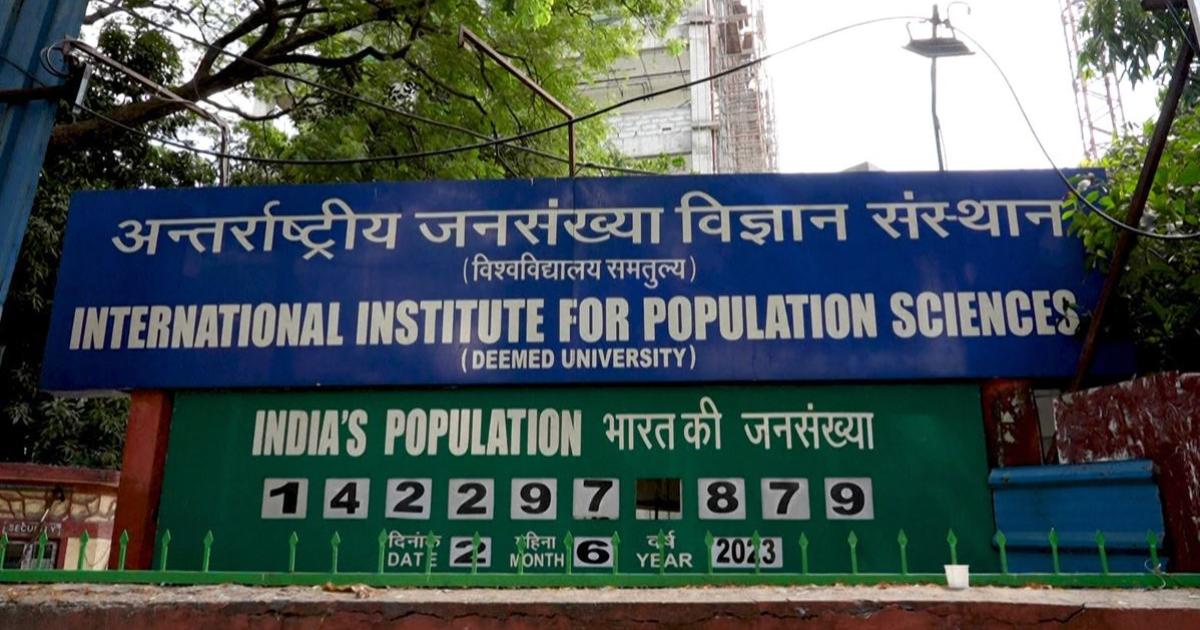 अन्तर्राष्ट्रीय जनसंख्या विज्ञान संस्थान
(विश्वविद्यालय समतुल्य)
INTERNATIONAL INSTITUTE FOR POPULATION SCIENCES
(DEEMED UNIVERSITY)
INDIA'S POPULATION भारत की जनसंख्या
1 4 2 2 9 7 8 7 9
दिनांक महिना वर्ष
DATE 2 MONTH 6 YEAR 2023
SECURITY